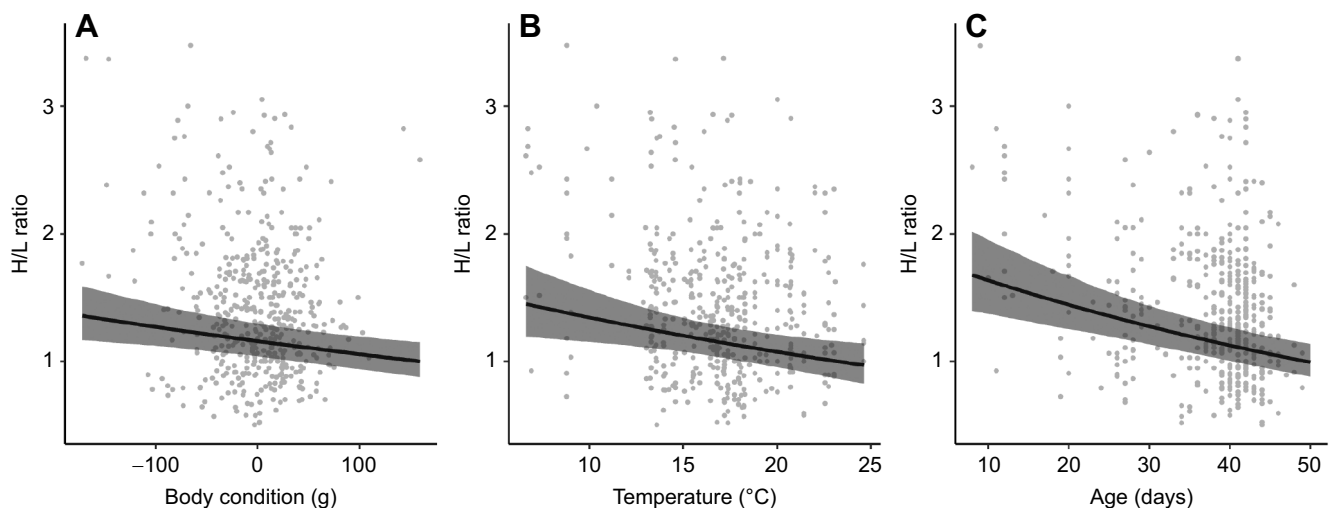 A
H/L ratio
3
2
1
−100
0
100
Body condition (g)
B
H/L ratio
3
2
1
10
15
20
25
Temperature (°C)
C
H/L ratio
3
2
1
10
20
30
40
50
Age (days)